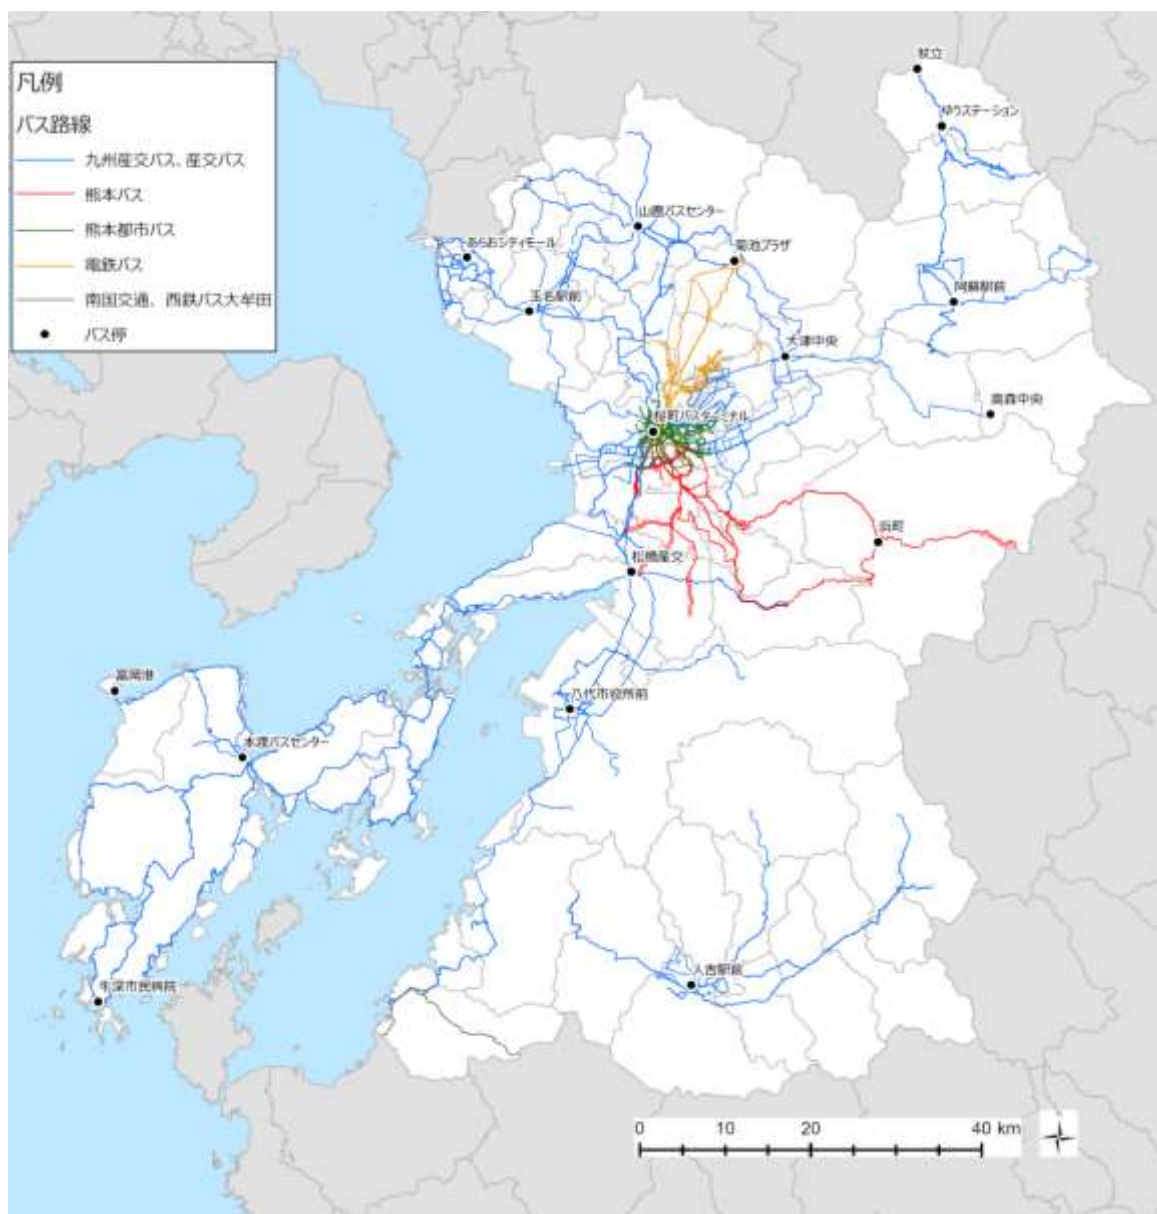 凡例
バス路線
九州産交バス、産交バス
熊本バス
熊本都市バス
電鉄バス
南国交通、西鉄バス大牟田
バス停
杖立
ゆうステーション
山鹿バスセンター
あらおシティモール
菊池プラザ
玉名駅前
阿蘇駅前
大津中央
高森中央
桜町バスターミナル
浜町
松橋産交
富岡港
八代市役所前
本渡バスセンター
人吉駅前
牛深市民病院
0 10 20 40 km